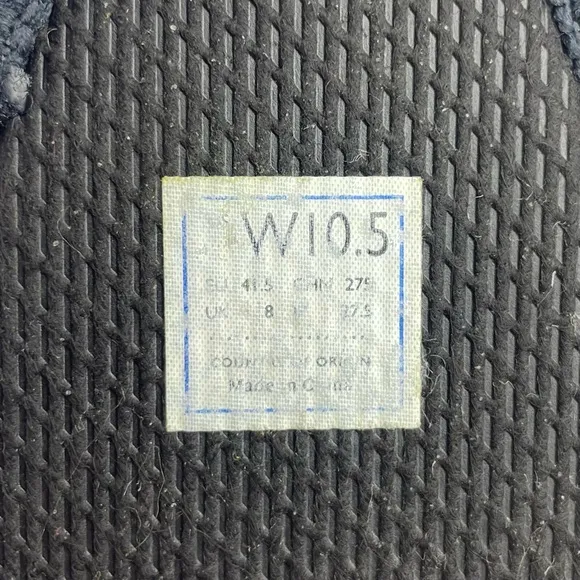 W10.5
EU 41.5 CHN 275
UK 8 27.5
COUNTRY OF ORIGIN
Made in China